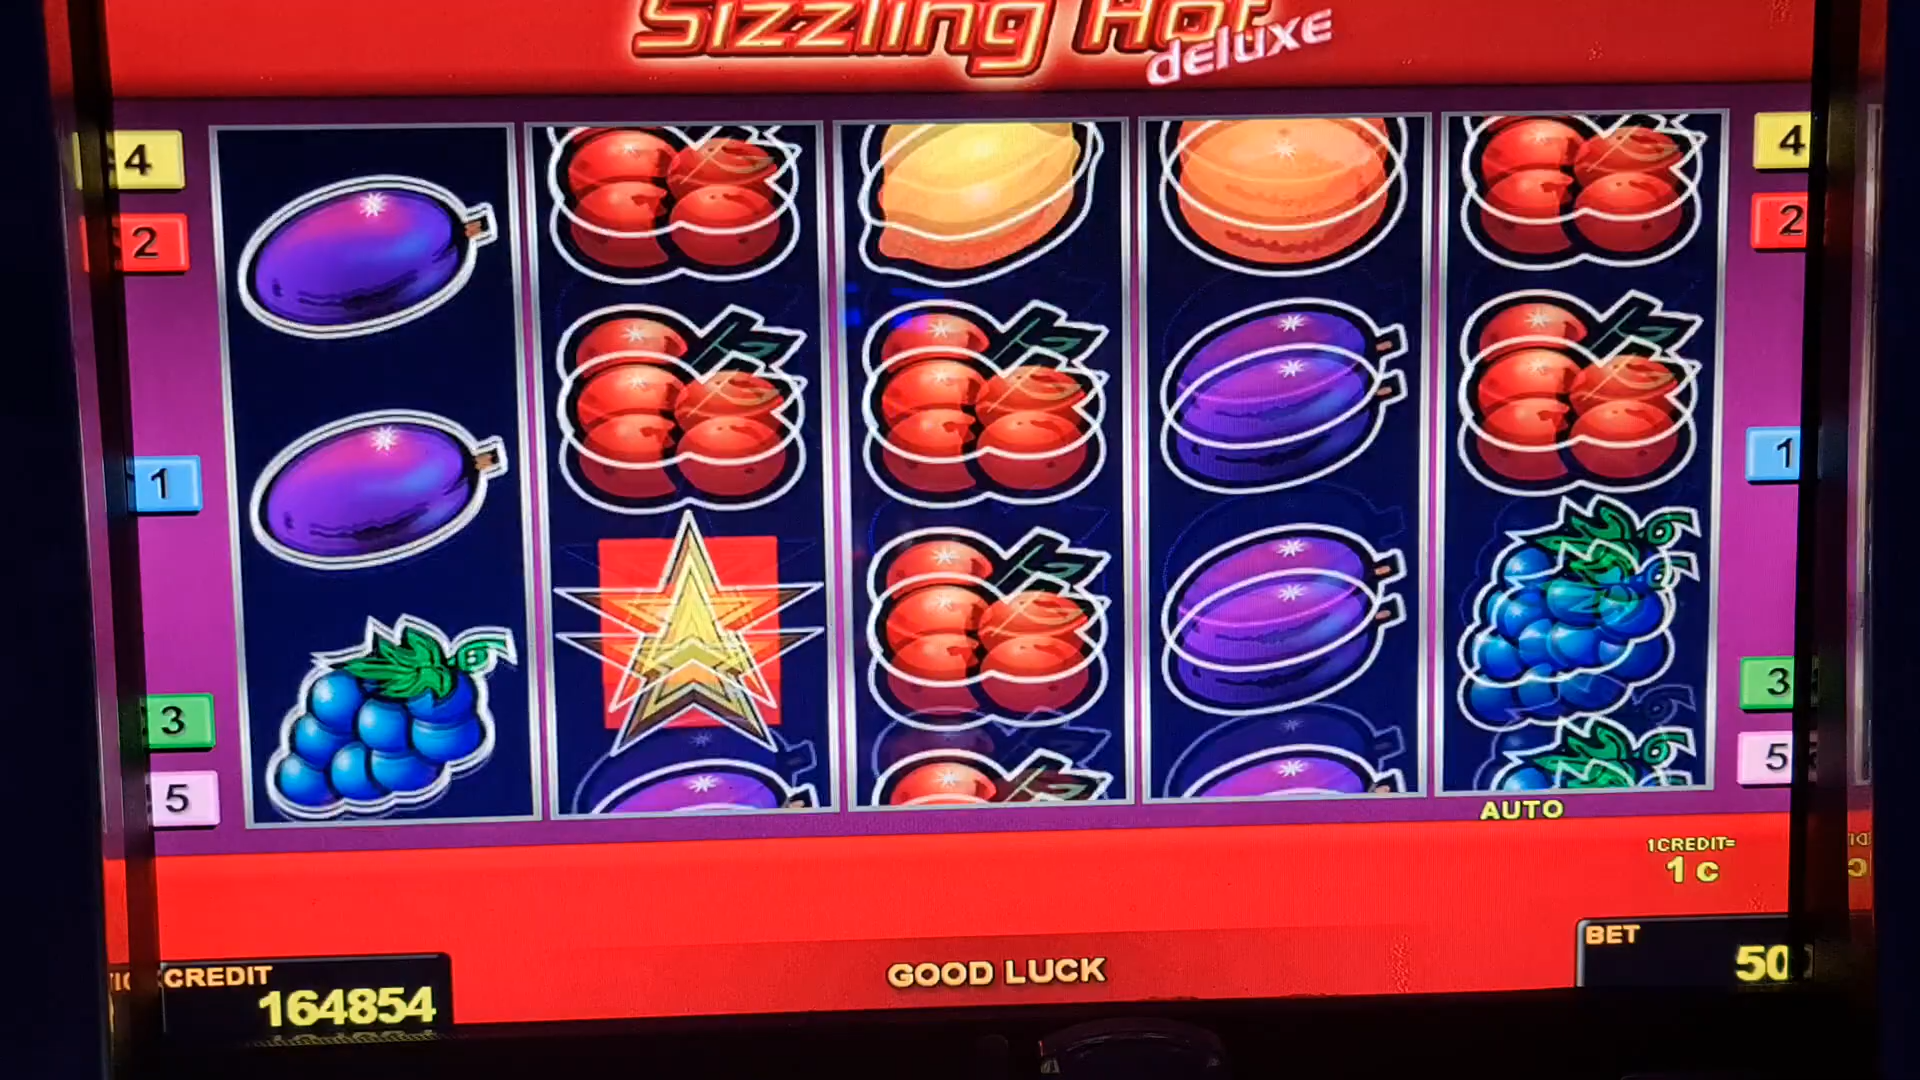 Sizzling Hot
deluxe
4
4
2
2
1
1
3
3
5
5
AUTO
1CREDIT=
1 c
CREDIT
164854
GOOD LUCK
BET
50